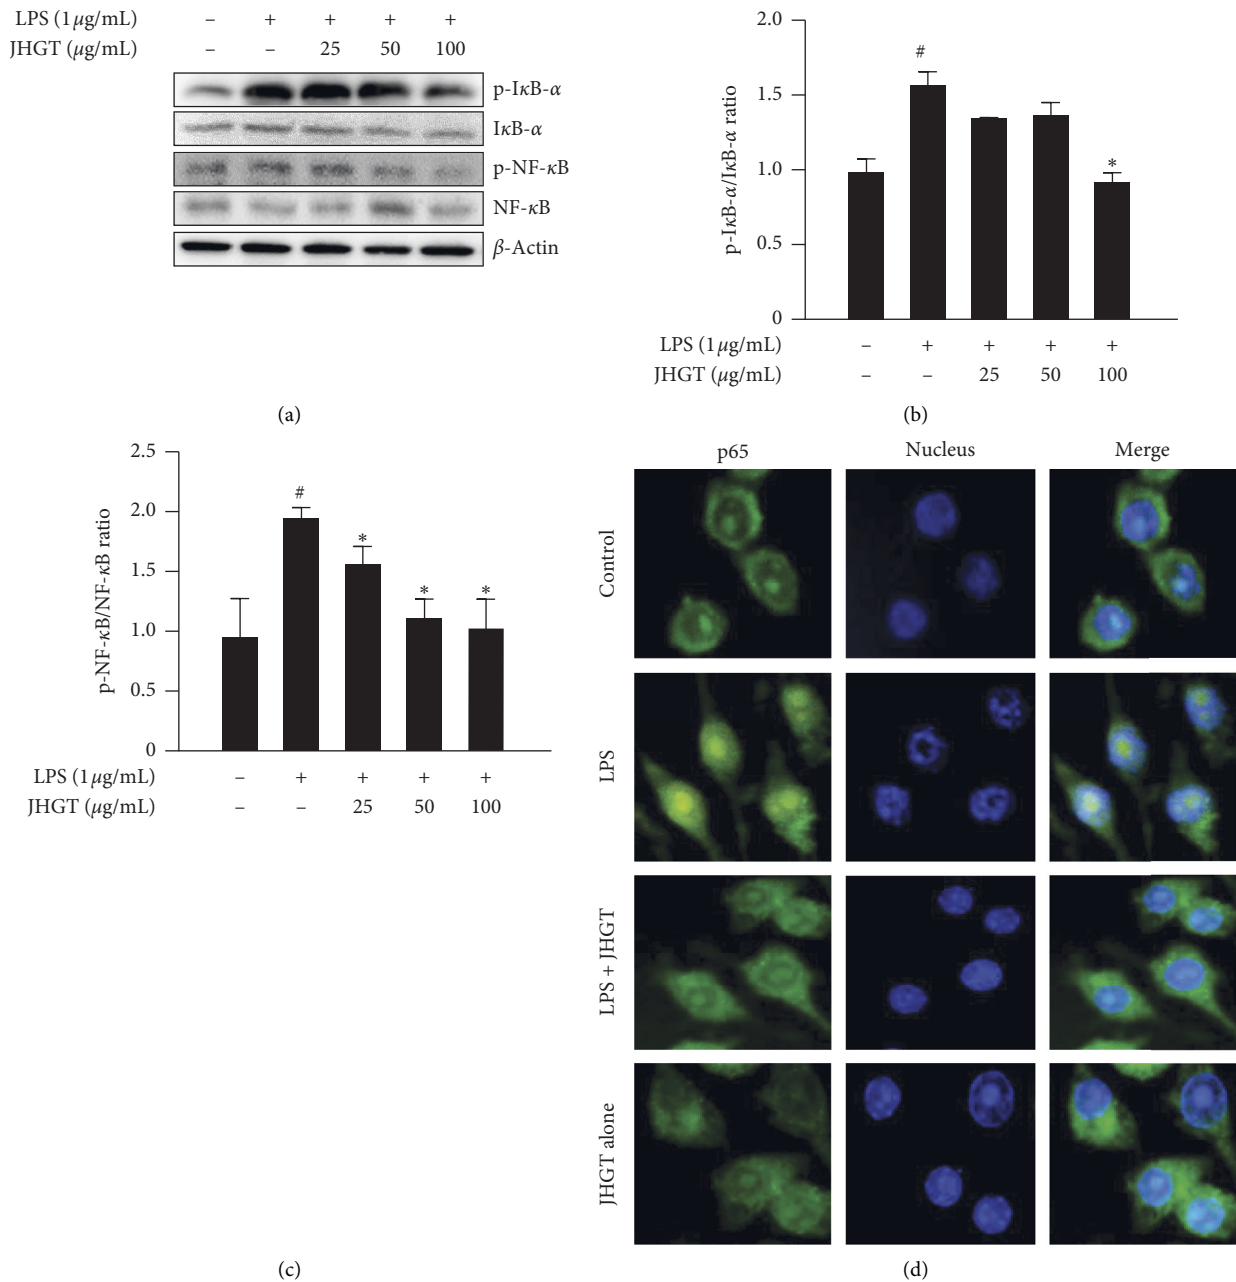 LPS (1 μg/mL) – + + + +
JHGT (μg/mL) – – 25 50 100
p-IκB-α
IκB-α
p-NF-κB
NF-κB
β-Actin
(a)
2.0
1.5
1.0
0.5
0
p-IκB-α/IκB-α ratio
#
*
LPS (1 μg/mL) – + + + +
JHGT (μg/mL) – – 25 50 100
(b)
2.5
2.0
1.5
1.0
0.5
0
p-NF-κB/NF-κB ratio
#
*
*
*
LPS (1 μg/mL) – + + + +
JHGT (μg/mL) – – 25 50 100
(c)
p65 Nucleus Merge
Control
LPS
LPS + JHGT
JHGT alone
(d)